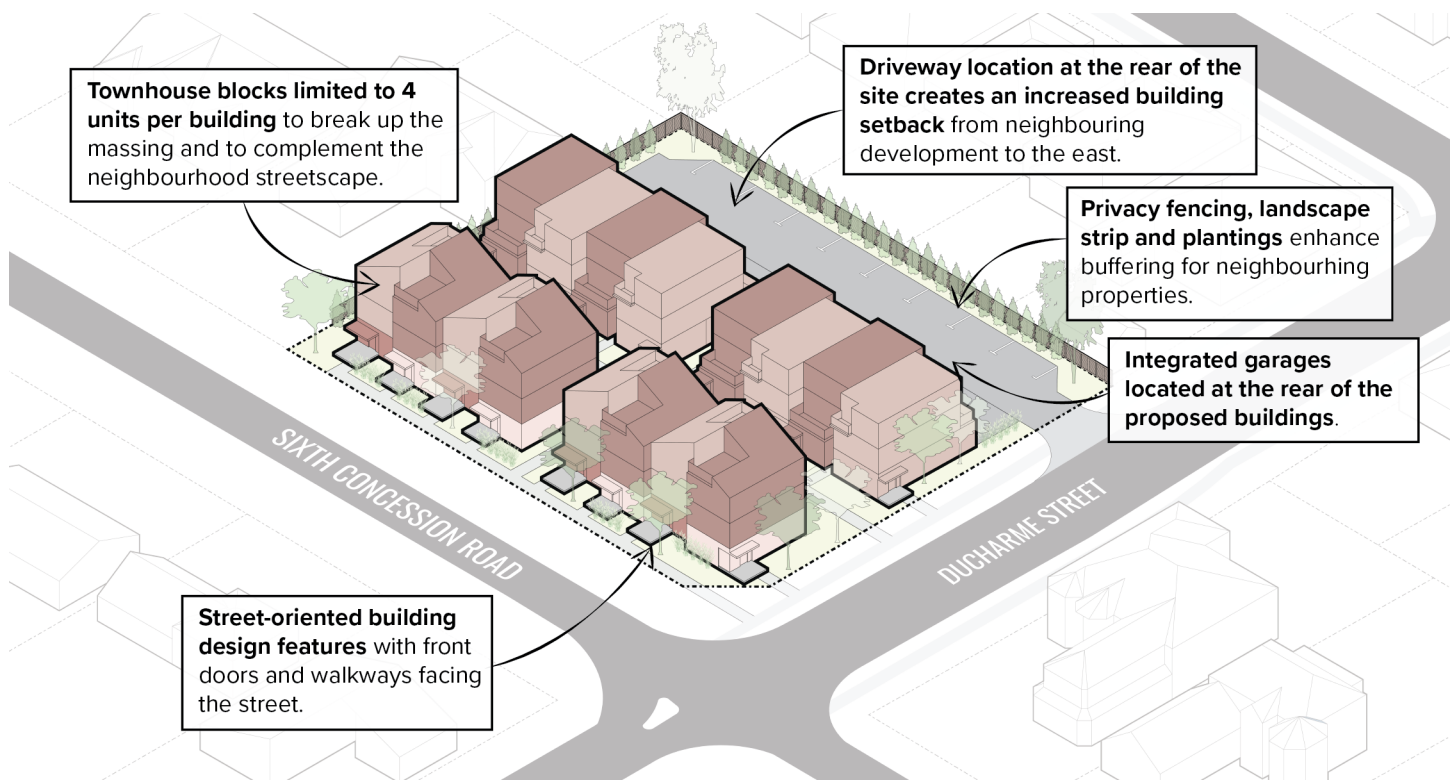 Townhouse blocks limited to 4
units per building to break up the
massing and to complement the
neighbourhood streetscape.
Driveway location at the rear of the
site creates an increased building
setback from neighbouring
development to the east.
Privacy fencing, landscape
strip and plantings enhance
buffering for neighbourhing
properties.
Integrated garages
located at the rear of the
proposed buildings.
SIXTH CONCESSION ROAD
DUCHARME STREET
Street-oriented building
design features with front
doors and walkways facing
the street.